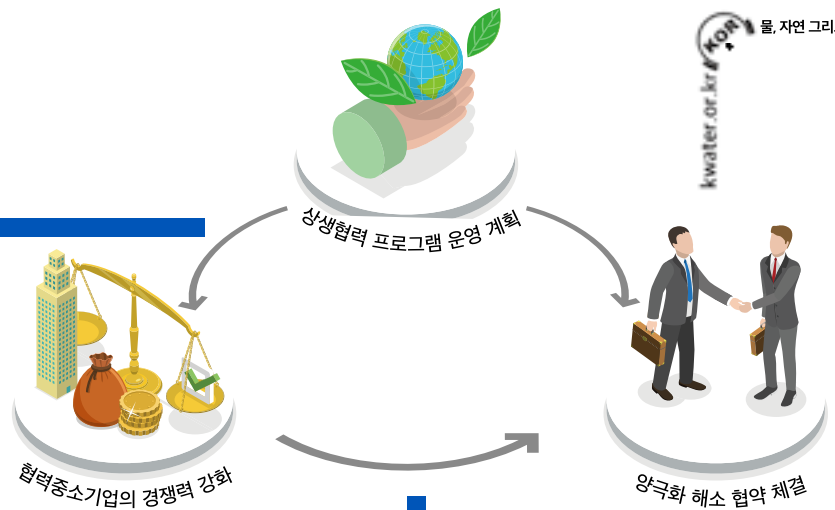 물, 자연 그리
KOR
kwater.or.kr
상생협력 프로그램 운영 계획
협력중소기업의 경쟁력 강화
양극화 해소 협약 체결